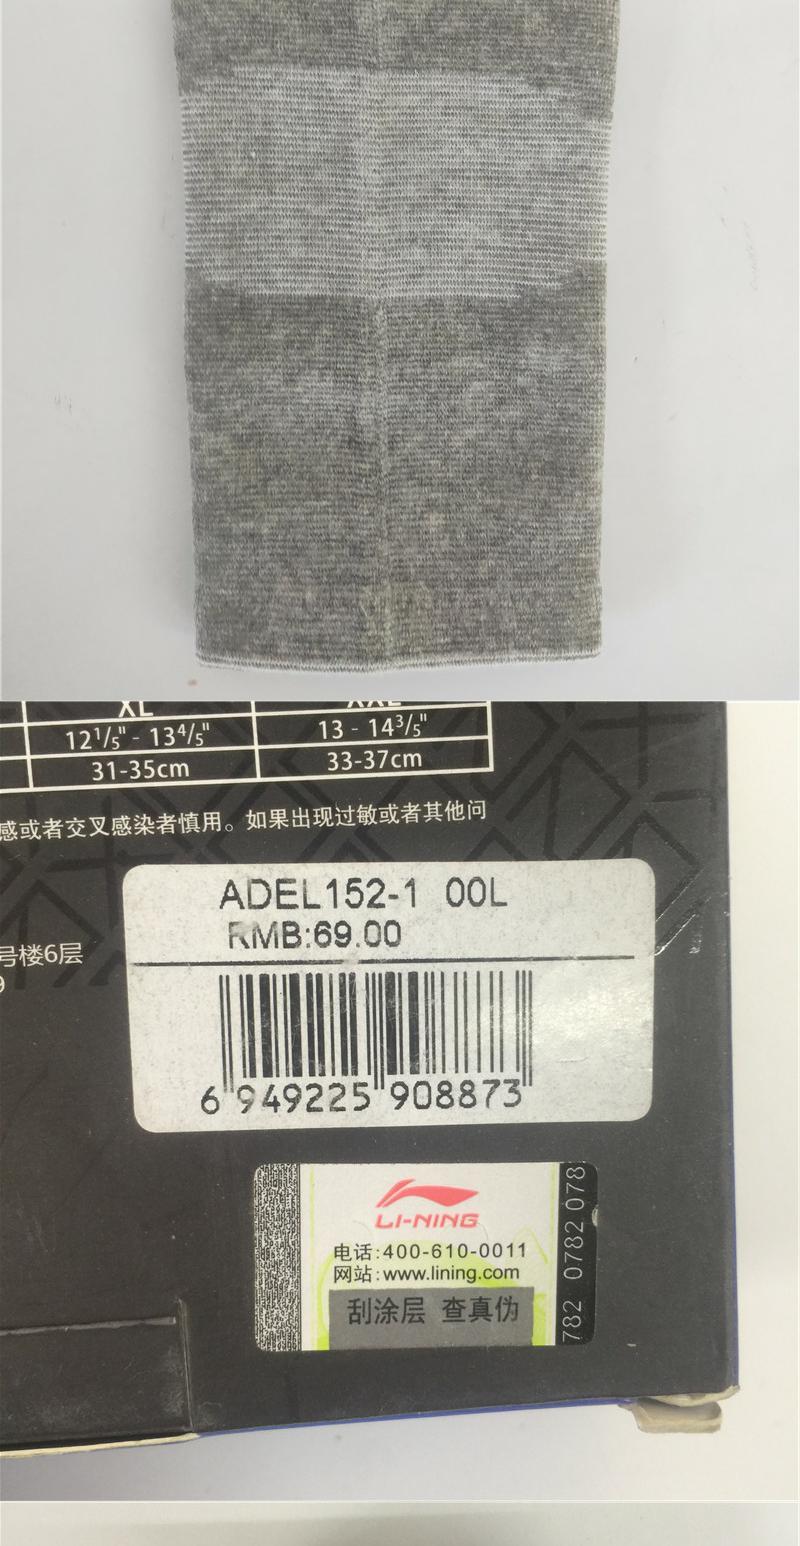 XL XXL
12¹/₅" - 13⁴/₅" 13 - 14³/₅"
31-35cm 33-37cm
感或者交叉感染者慎用。如果出现过敏或者其他问
号楼6层
9
ADEL152-1 00L
RMB:69.00
6 949225 908873
LI-NING
电话:400-610-0011
网站:www.lining.com
刮涂层 查真伪
782 0782 078